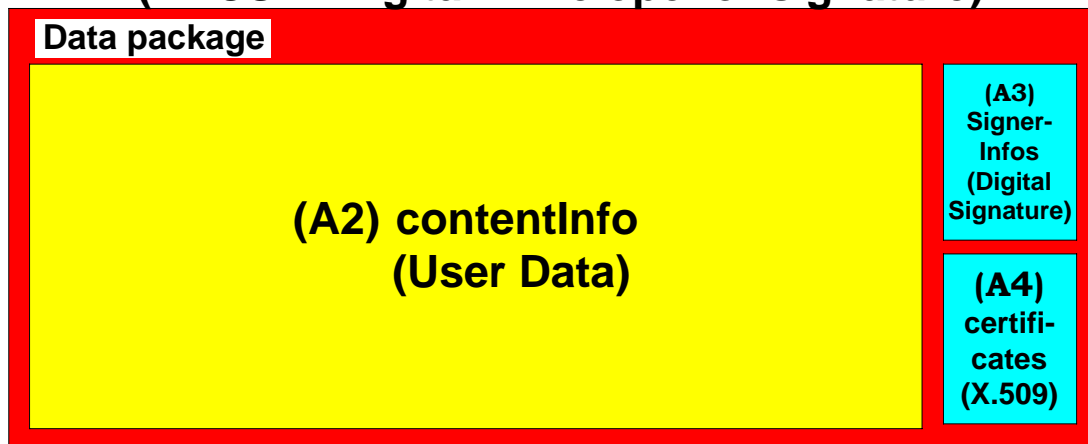 Data package
(A2) contentInfo
(User Data)
(A3)
Signer-
Infos
(Digital
Signature)
(A4)
certifi-
cates
(X.509)